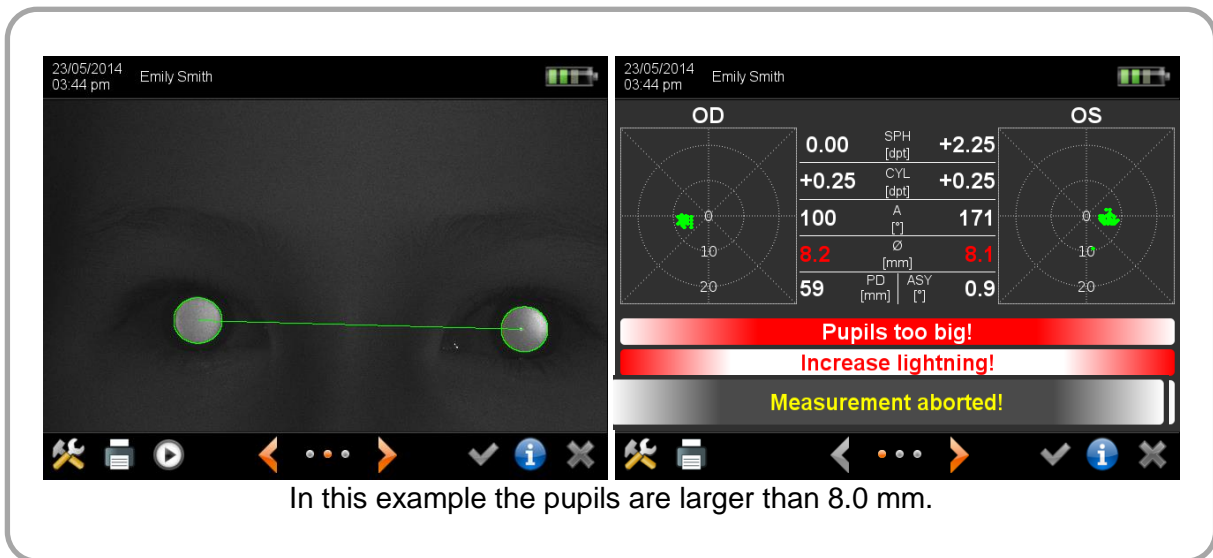 23/05/2014
03:44 pm
Emily Smith
23/05/2014
03:44 pm
Emily Smith
OD
OS
0.00 SPH [dpt] +2.25
+0.25 CYL [dpt] +0.25
100 A [°] 171
8.2 Ø [mm] 8.1
59 PD [mm] ASY [°] 0.9
0
10
20
0
10
20
Pupils too big!
Increase lightning!
Measurement aborted!
In this example the pupils are larger than 8.0 mm.